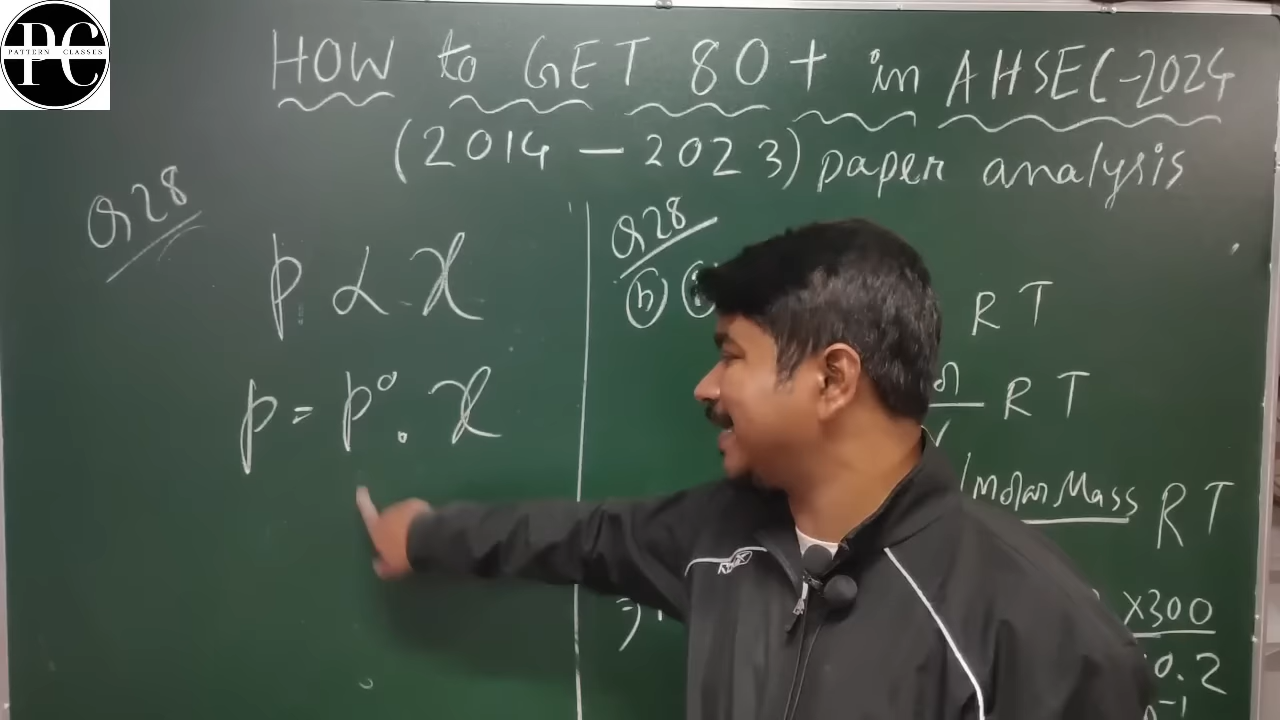 PC
PATTERN CLASSES
HOW to GET 80+ in AHSEC-2024
(2014 — 2023) paper analysis
Q28
p α x
p = p° . x
Q28
(b)
RT
RT
V
/Molar Mass RT
⇒
×300
0.2